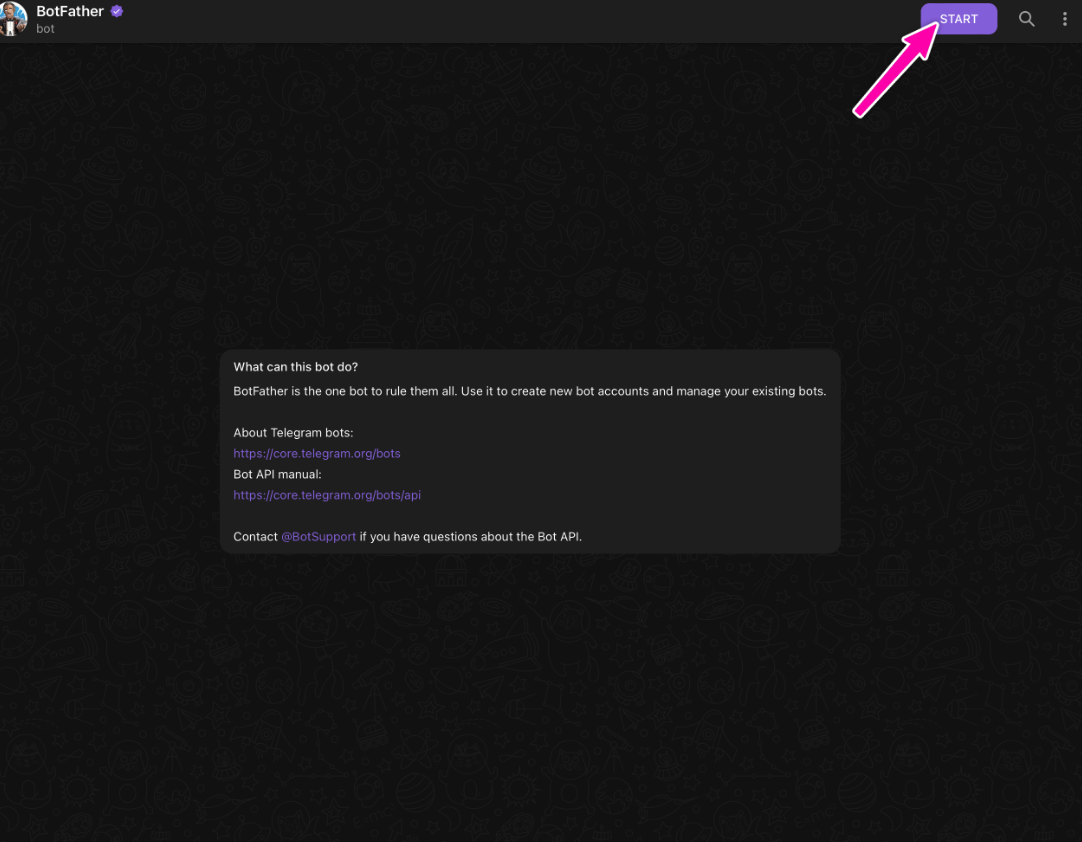 BotFather
bot
START
What can this bot do?
BotFather is the one bot to rule them all. Use it to create new bot accounts and manage your existing bots.
About Telegram bots:
https://core.telegram.org/bots
Bot API manual:
https://core.telegram.org/bots/api
Contact @BotSupport if you have questions about the Bot API.